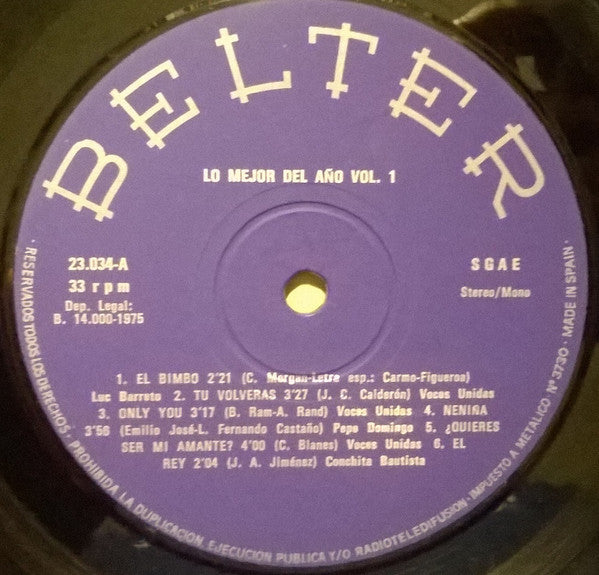 BELTER
LO MEJOR DEL AÑO VOL. 1
23.034-A
33 rpm
Dep. Legal:
B. 14.000-1975
SGAE
Stereo/Mono
1. EL BIMBO 2'21 (C. Morgan-Letre esp.: Carmo-Figueroa)
Luc Barreto 2. TU VOLVERAS 3'27 (J. C. Calderón) Voces Unidas
3. ONLY YOU 3'17 (B. Ram-A. Rand) Voces Unidas 4. NENIÑA
3'56 (Emilio José-L. Fernando Castaño) Pepe Domingo 5. ¿QUIERES
SER MI AMANTE? 4'00 (C. Blanes) Voces Unidas 6. EL
REY 2'04 (J. A. Jiménez) Conchita Bautista
· RESERVADOS TODOS LOS DERECHOS · PROHIBIDA LA DUPLICACION, EJECUCION PUBLICA Y/O RADIOTELEDIFUSION · IMPUESTO A METALICO · Nº 3730 · MADE IN SPAIN ·